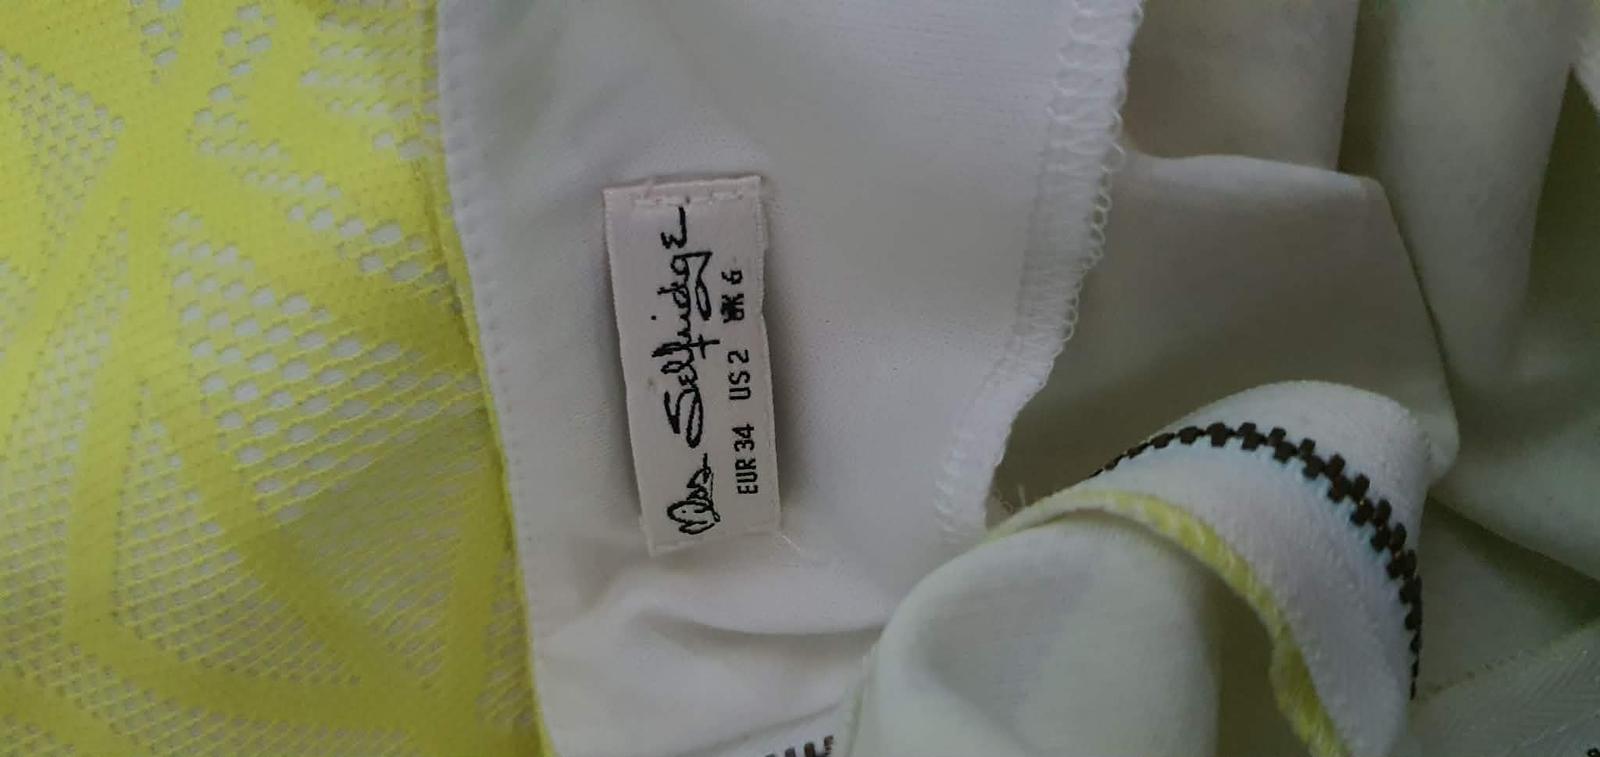 Miss Selfridge
EUR 34 US 2 UK 6